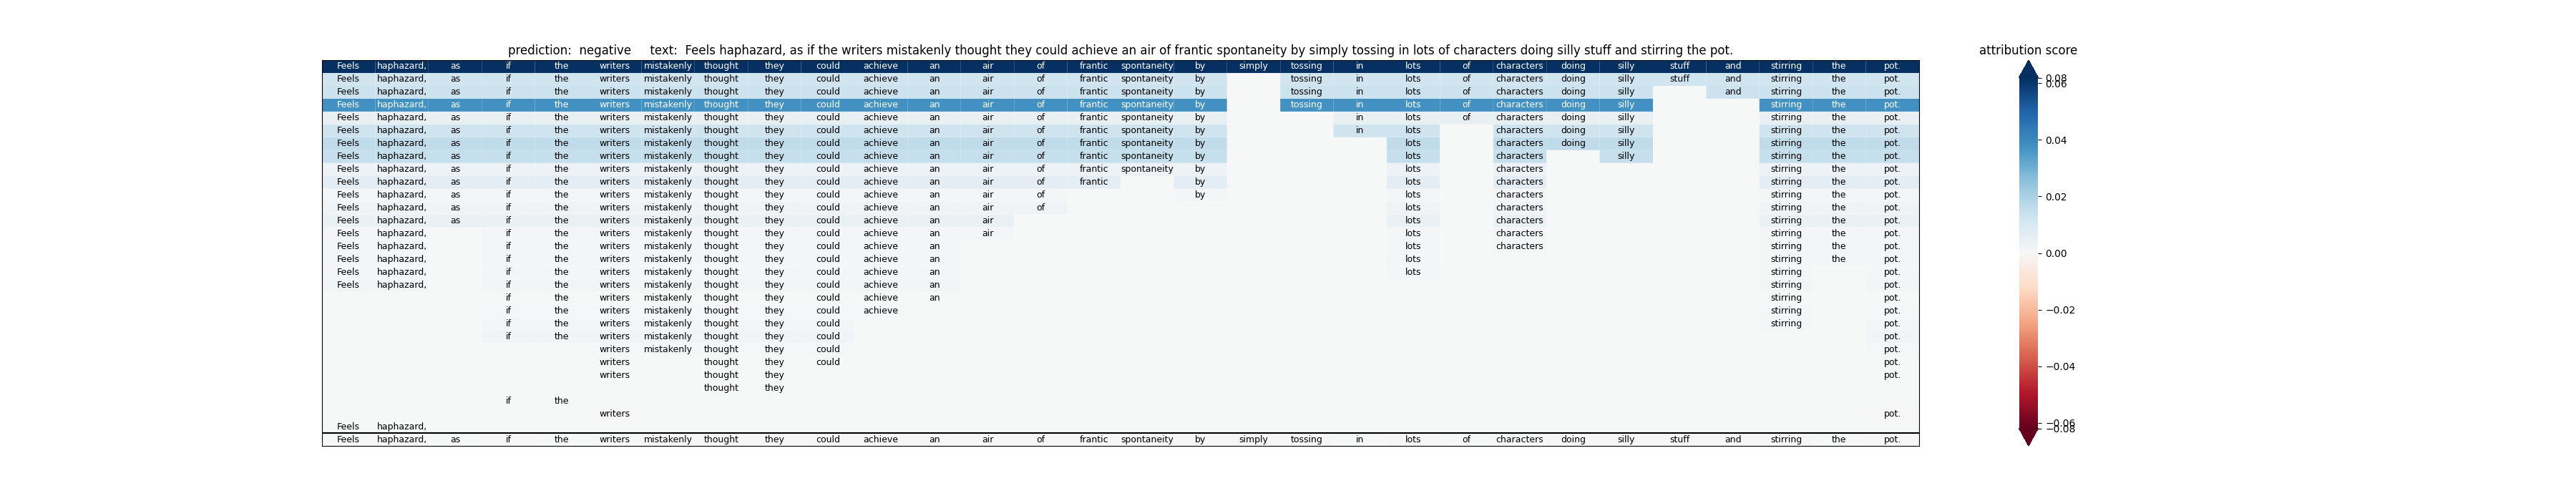 prediction: negative text: Feels haphazard, as if the writers mistakenly thought they could achieve an air of frantic spontaneity by simply tossing in lots of characters doing silly stuff and stirring the pot.
attribution score
Feels haphazard, as if the writers mistakenly thought they could achieve an air of frantic spontaneity by simply tossing in lots of characters doing silly stuff and stirring the pot.
Feels haphazard, as if the writers mistakenly thought they could achieve an air of frantic spontaneity by tossing in lots of characters doing silly stuff and stirring the pot.
Feels haphazard, as if the writers mistakenly thought they could achieve an air of frantic spontaneity by tossing in lots of characters doing silly and stirring the pot.
Feels haphazard, as if the writers mistakenly thought they could achieve an air of frantic spontaneity by tossing in lots of characters doing silly stirring the pot.
Feels haphazard, as if the writers mistakenly thought they could achieve an air of frantic spontaneity by in lots of characters doing silly stirring the pot.
Feels haphazard, as if the writers mistakenly thought they could achieve an air of frantic spontaneity by in lots characters doing silly stirring the pot.
Feels haphazard, as if the writers mistakenly thought they could achieve an air of frantic spontaneity by lots characters doing silly stirring the pot.
Feels haphazard, as if the writers mistakenly thought they could achieve an air of frantic spontaneity by lots characters silly stirring the pot.
Feels haphazard, as if the writers mistakenly thought they could achieve an air of frantic spontaneity by lots characters stirring the pot.
Feels haphazard, as if the writers mistakenly thought they could achieve an air of frantic by lots characters stirring the pot.
Feels haphazard, as if the writers mistakenly thought they could achieve an air of by lots characters stirring the pot.
Feels haphazard, as if the writers mistakenly thought they could achieve an air of lots characters stirring the pot.
Feels haphazard, as if the writers mistakenly thought they could achieve an air lots characters stirring the pot.
Feels haphazard, if the writers mistakenly thought they could achieve an air lots characters stirring the pot.
Feels haphazard, if the writers mistakenly thought they could achieve an lots characters stirring the pot.
Feels haphazard, if the writers mistakenly thought they could achieve an lots stirring the pot.
Feels haphazard, if the writers mistakenly thought they could achieve an lots stirring pot.
Feels haphazard, if the writers mistakenly thought they could achieve an stirring pot.
if the writers mistakenly thought they could achieve an stirring pot.
if the writers mistakenly thought they could achieve stirring pot.
if the writers mistakenly thought they could stirring pot.
if the writers mistakenly thought they could pot.
writers mistakenly thought they could pot.
writers thought they could pot.
writers thought they pot.
thought they
if the
writers pot.
Feels haphazard,
Feels haphazard, as if the writers mistakenly thought they could achieve an air of frantic spontaneity by simply tossing in lots of characters doing silly stuff and stirring the pot.
0.08
0.06
0.04
0.02
0.00
−0.02
−0.04
−0.06
−0.08